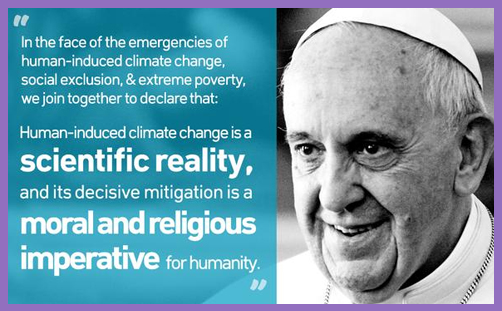 “
In the face of the emergencies of
human-induced climate change,
social exclusion, & extreme poverty,
we join together to declare that:
Human-induced climate change is a
scientific reality,
and its decisive mitigation is a
moral and religious
imperative for humanity.
”